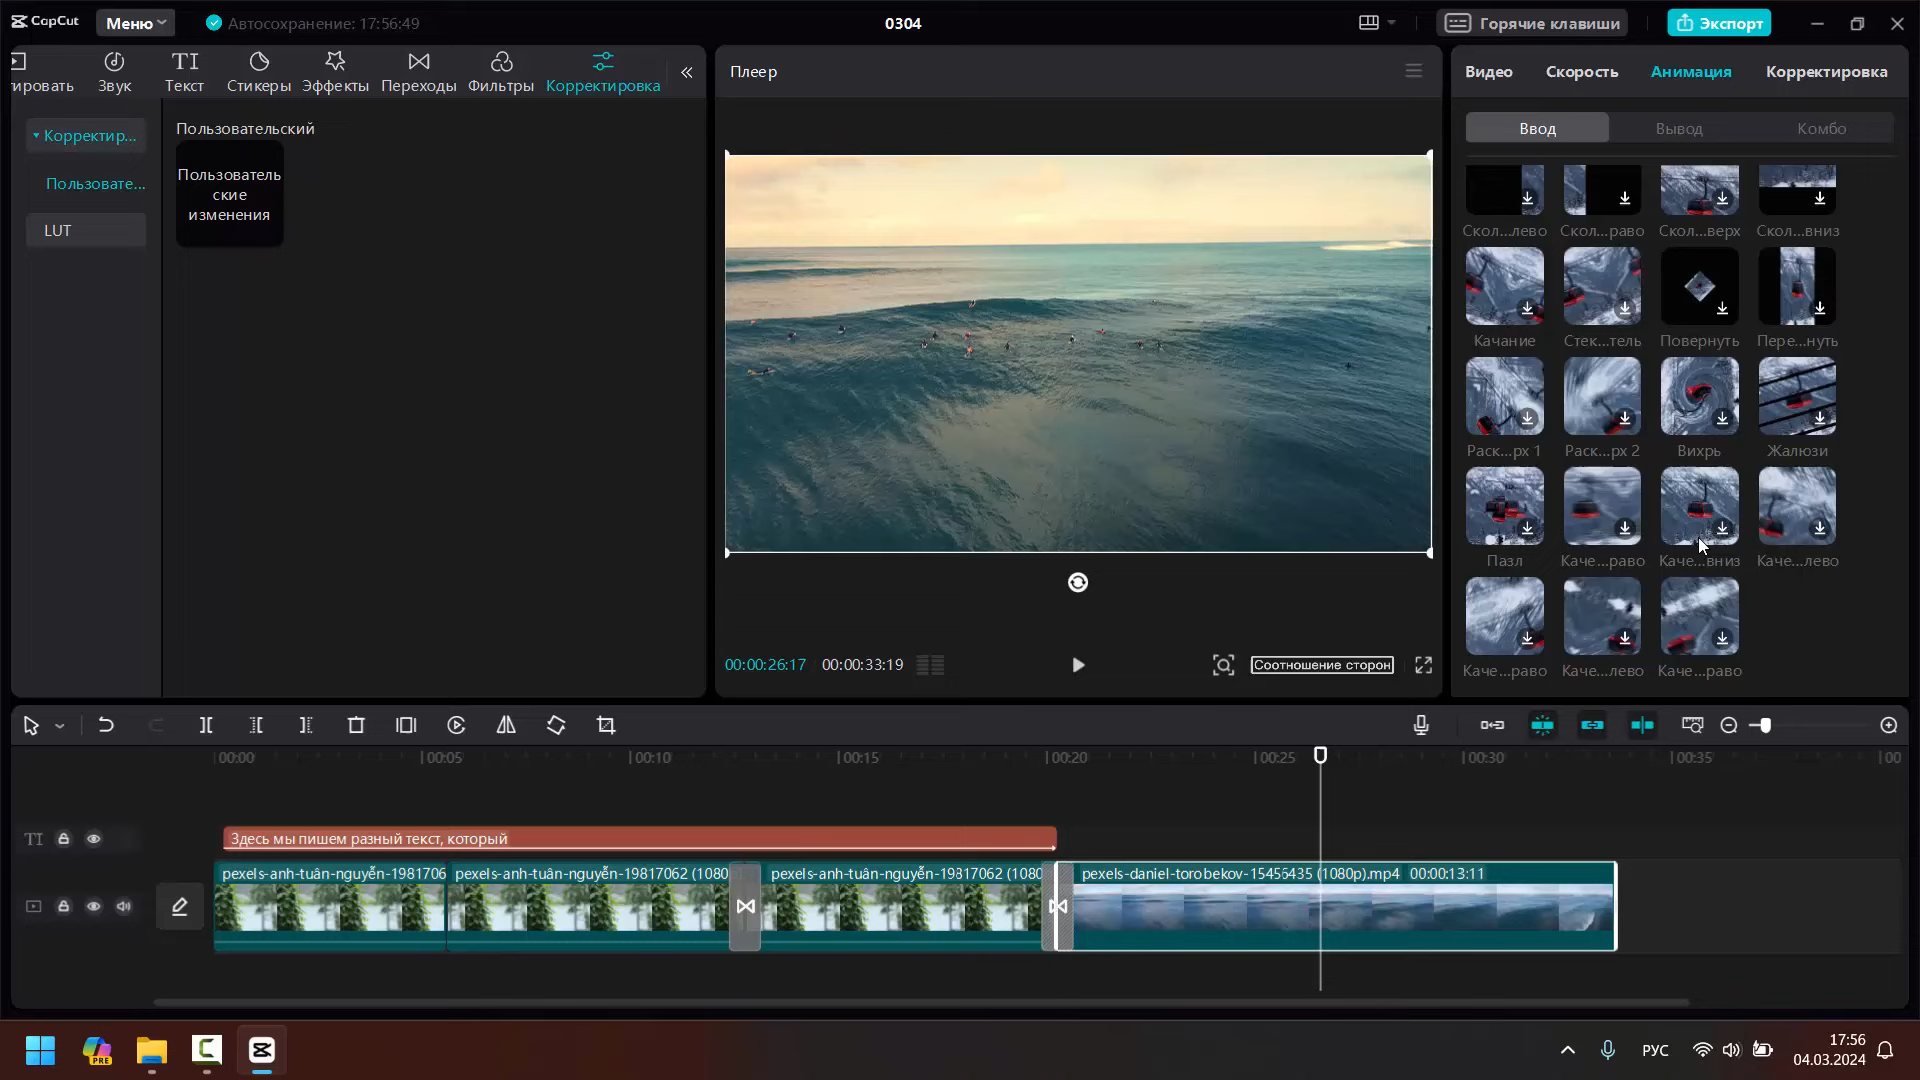 CapCut
Меню
Автосохранение: 17:56:49
0304
Горячие клавиши
Экспорт
ировать
Звук
Текст
Стикеры
Эффекты
Переходы
Фильтры
Корректировка
Плеер
Видео
Скорость
Анимация
Корректировка
Корректир...
Пользовате...
LUT
Пользовательский
Пользователь
ские
изменения
Ввод
Вывод
Комбо
Скол...лево
Скол...раво
Скол...верх
Скол...вниз
Качание
Стек...тель
Повернуть
Пере...нуть
Раск...рх 1
Раск...рх 2
Вихрь
Жалюзи
Пазл
Каче...раво
Каче...вниз
Каче...лево
Каче...раво
Каче...лево
Каче...раво
00:00:26:17
00:00:33:19
Соотношение сторон
00:00
00:05
00:10
00:15
00:20
00:25
00:30
00:35
00
TI
Здесь мы пишем разный текст, который
pexels-anh-tuân-nguyễn-1981706
pexels-anh-tuân-nguyễn-19817062 (1080
pexels-anh-tuân-nguyễn-19817062 (1080
pexels-daniel-torobekov-15456435 (1080p).mp4 00:00:13:11
PRE
РУС
17:56
04.03.2024